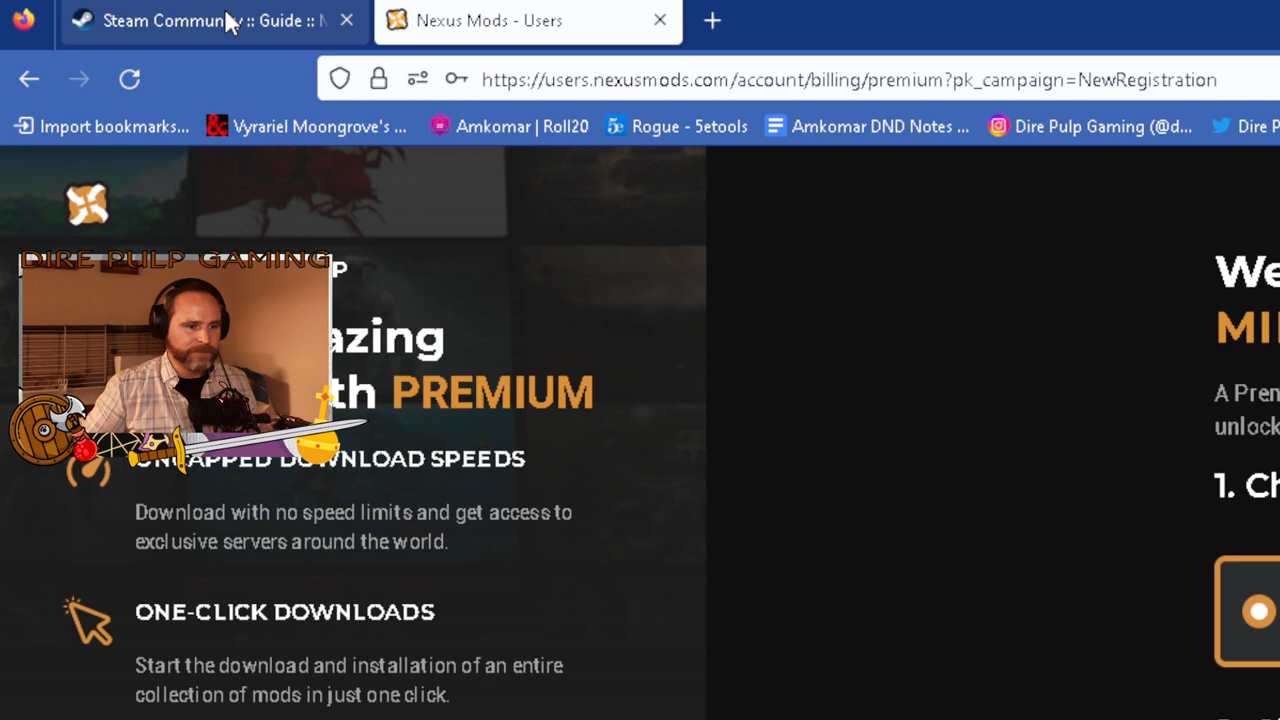 Steam Community :: Guide ::
Nexus Mods - Users
https://users.nexusmods.com/account/billing/premium?pk_campaign=NewRegistration
Import bookmarks...
Vyrariel Moongrove's ...
Amkomar | Roll20
5e
Rogue - 5etools
Amkomar DND Notes ...
Dire Pulp Gaming (@d...
Dire P
DIRE PULP GAMING
P
azing
th PREMIUM
UNCAPPED DOWNLOAD SPEEDS
Download with no speed limits and get access to
exclusive servers around the world.
ONE-CLICK DOWNLOADS
Start the download and installation of an entire
collection of mods in just one click.
We
A Prem
unlock
1. Ch